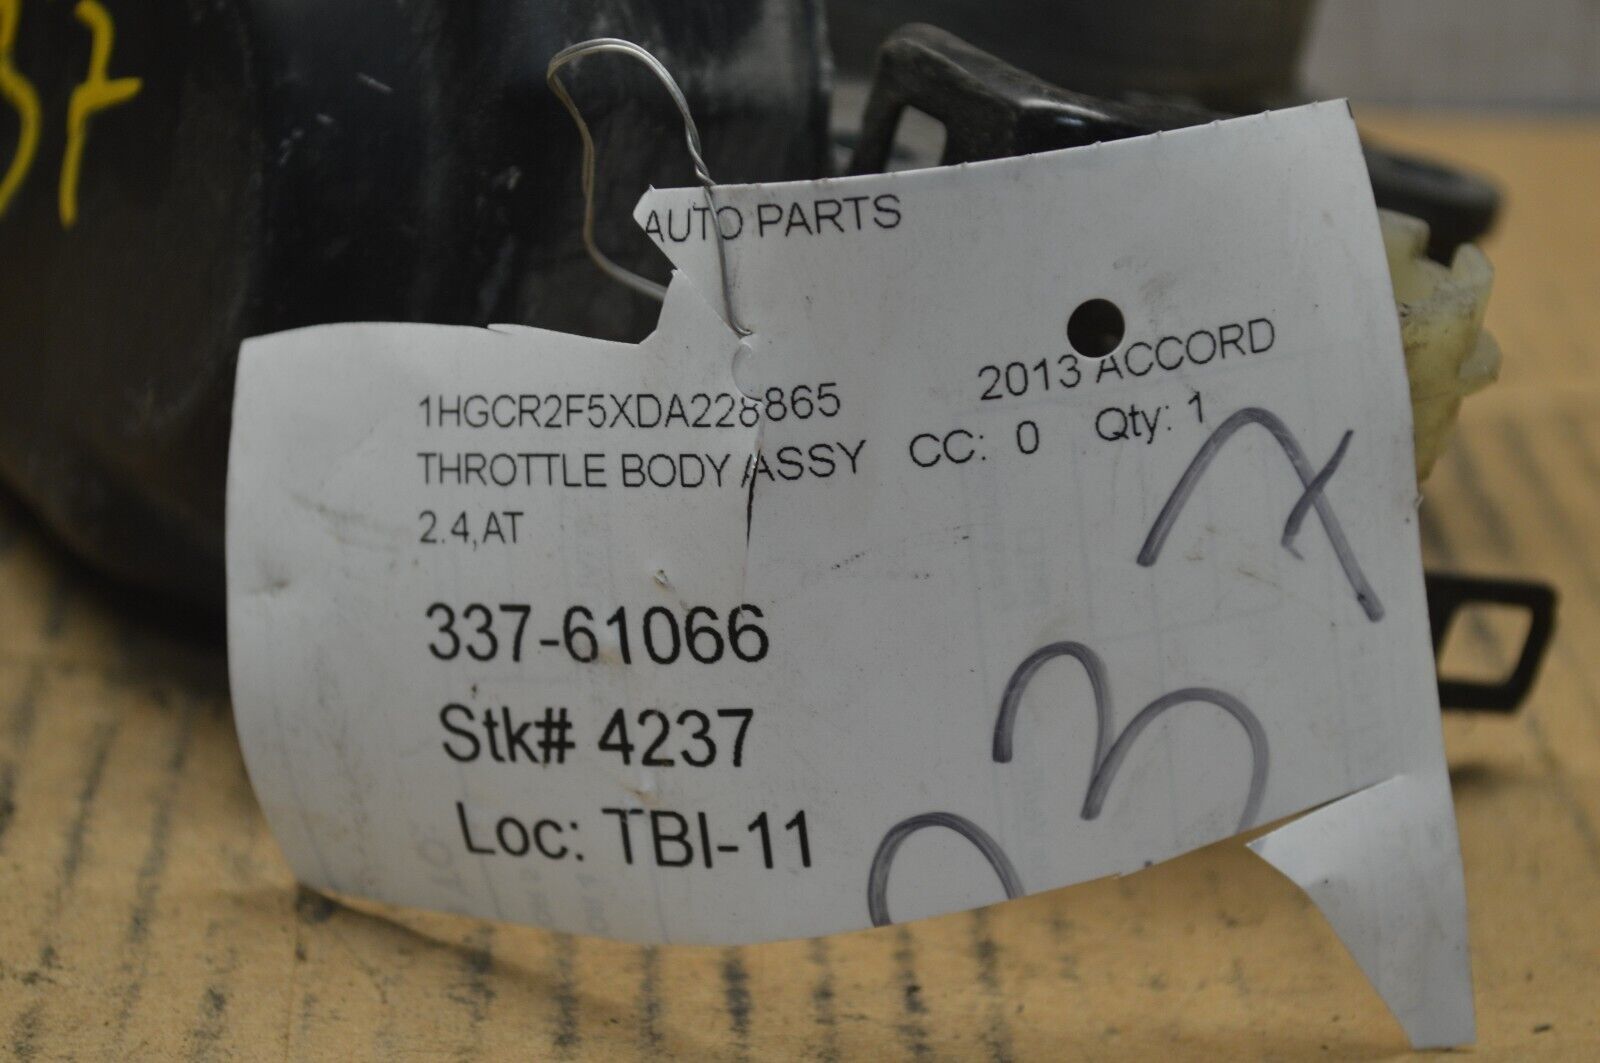 37
AUTO PARTS
1HGCR2F5XDA228865 2013 ACCORD
THROTTLE BODY ASSY CC: 0 Qty: 1
2.4,AT
337-61066
Stk# 4237
Loc: TBI-11